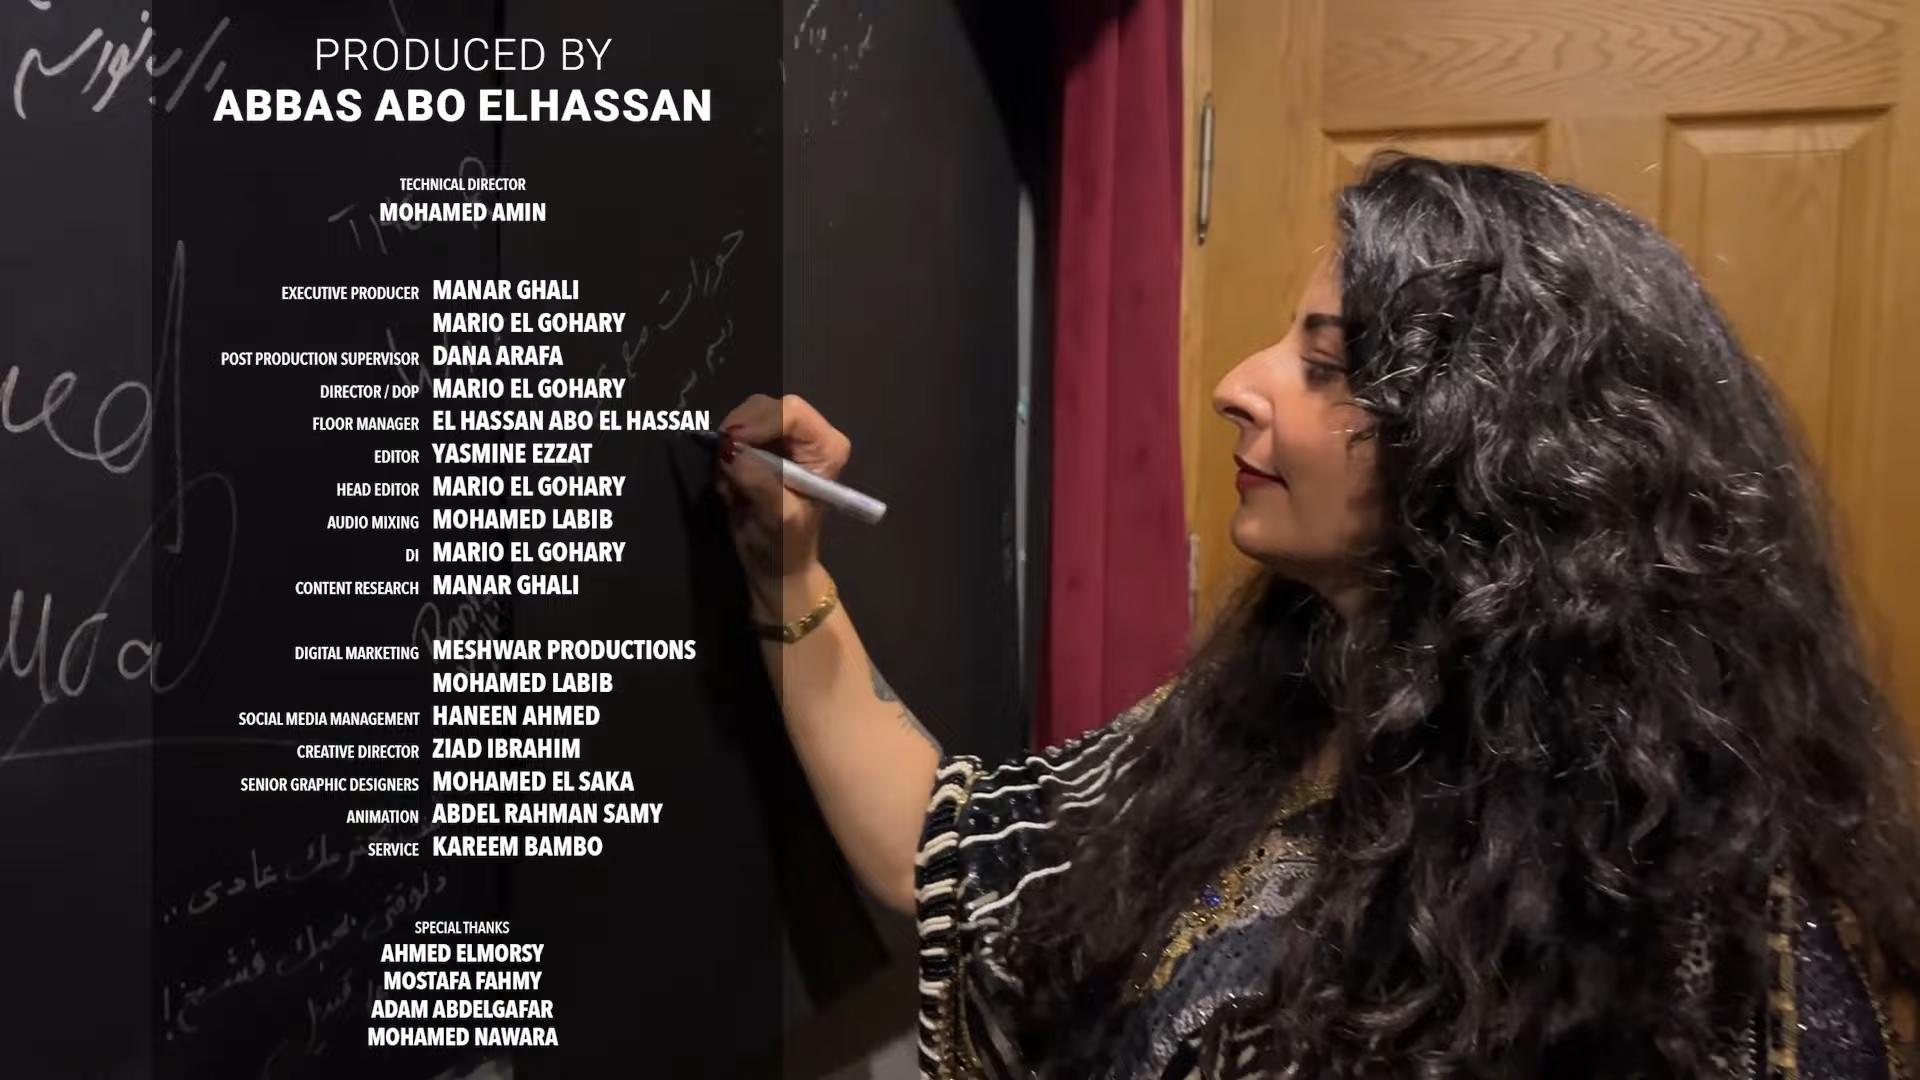 PRODUCED BY
ABBAS ABO ELHASSAN
TECHNICAL DIRECTOR
MOHAMED AMIN
EXECUTIVE PRODUCER MANAR GHALI
MARIO EL GOHARY
POST PRODUCTION SUPERVISOR DANA ARAFA
DIRECTOR / DOP MARIO EL GOHARY
FLOOR MANAGER EL HASSAN ABO EL HASSAN
EDITOR YASMINE EZZAT
HEAD EDITOR MARIO EL GOHARY
AUDIO MIXING MOHAMED LABIB
DI MARIO EL GOHARY
CONTENT RESEARCH MANAR GHALI
DIGITAL MARKETING MESHWAR PRODUCTIONS
MOHAMED LABIB
SOCIAL MEDIA MANAGEMENT HANEEN AHMED
CREATIVE DIRECTOR ZIAD IBRAHIM
SENIOR GRAPHIC DESIGNERS MOHAMED EL SAKA
ANIMATION ABDEL RAHMAN SAMY
SERVICE KAREEM BAMBO
SPECIAL THANKS
AHMED ELMORSY
MOSTAFA FAHMY
ADAM ABDELGAFAR
MOHAMED NAWARA
عادى..
دلوقتى بحبك فشخ!